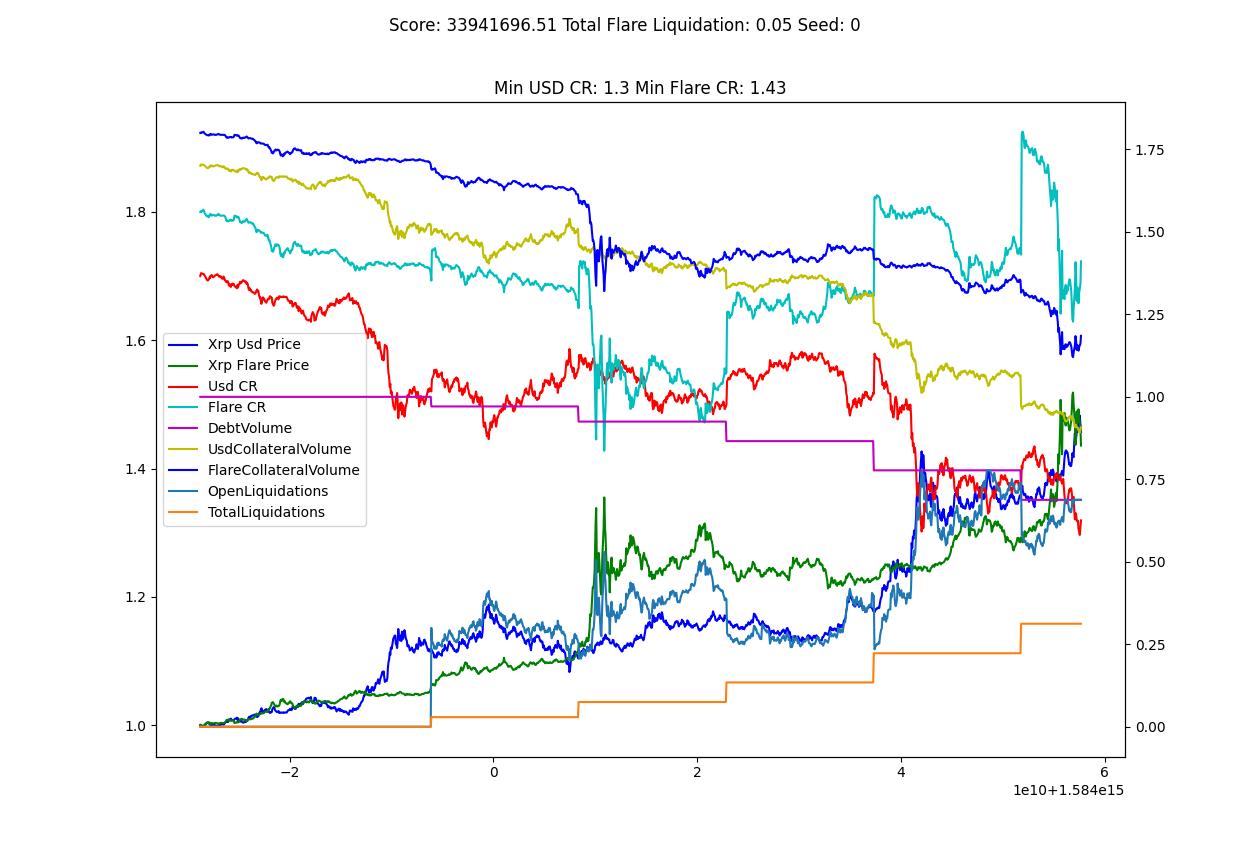 Score: 33941696.51 Total Flare Liquidation: 0.05 Seed: 0
Min USD CR: 1.3 Min Flare CR: 1.43
1.8
1.6
1.4
1.2
1.0
Xrp Usd Price
Xrp Flare Price
Usd CR
Flare CR
DebtVolume
UsdCollateralVolume
FlareCollateralVolume
OpenLiquidations
TotalLiquidations
1.75
1.50
1.25
1.00
0.75
0.50
0.25
0.00
−2 0 2 4 6
1e10+1.584e15